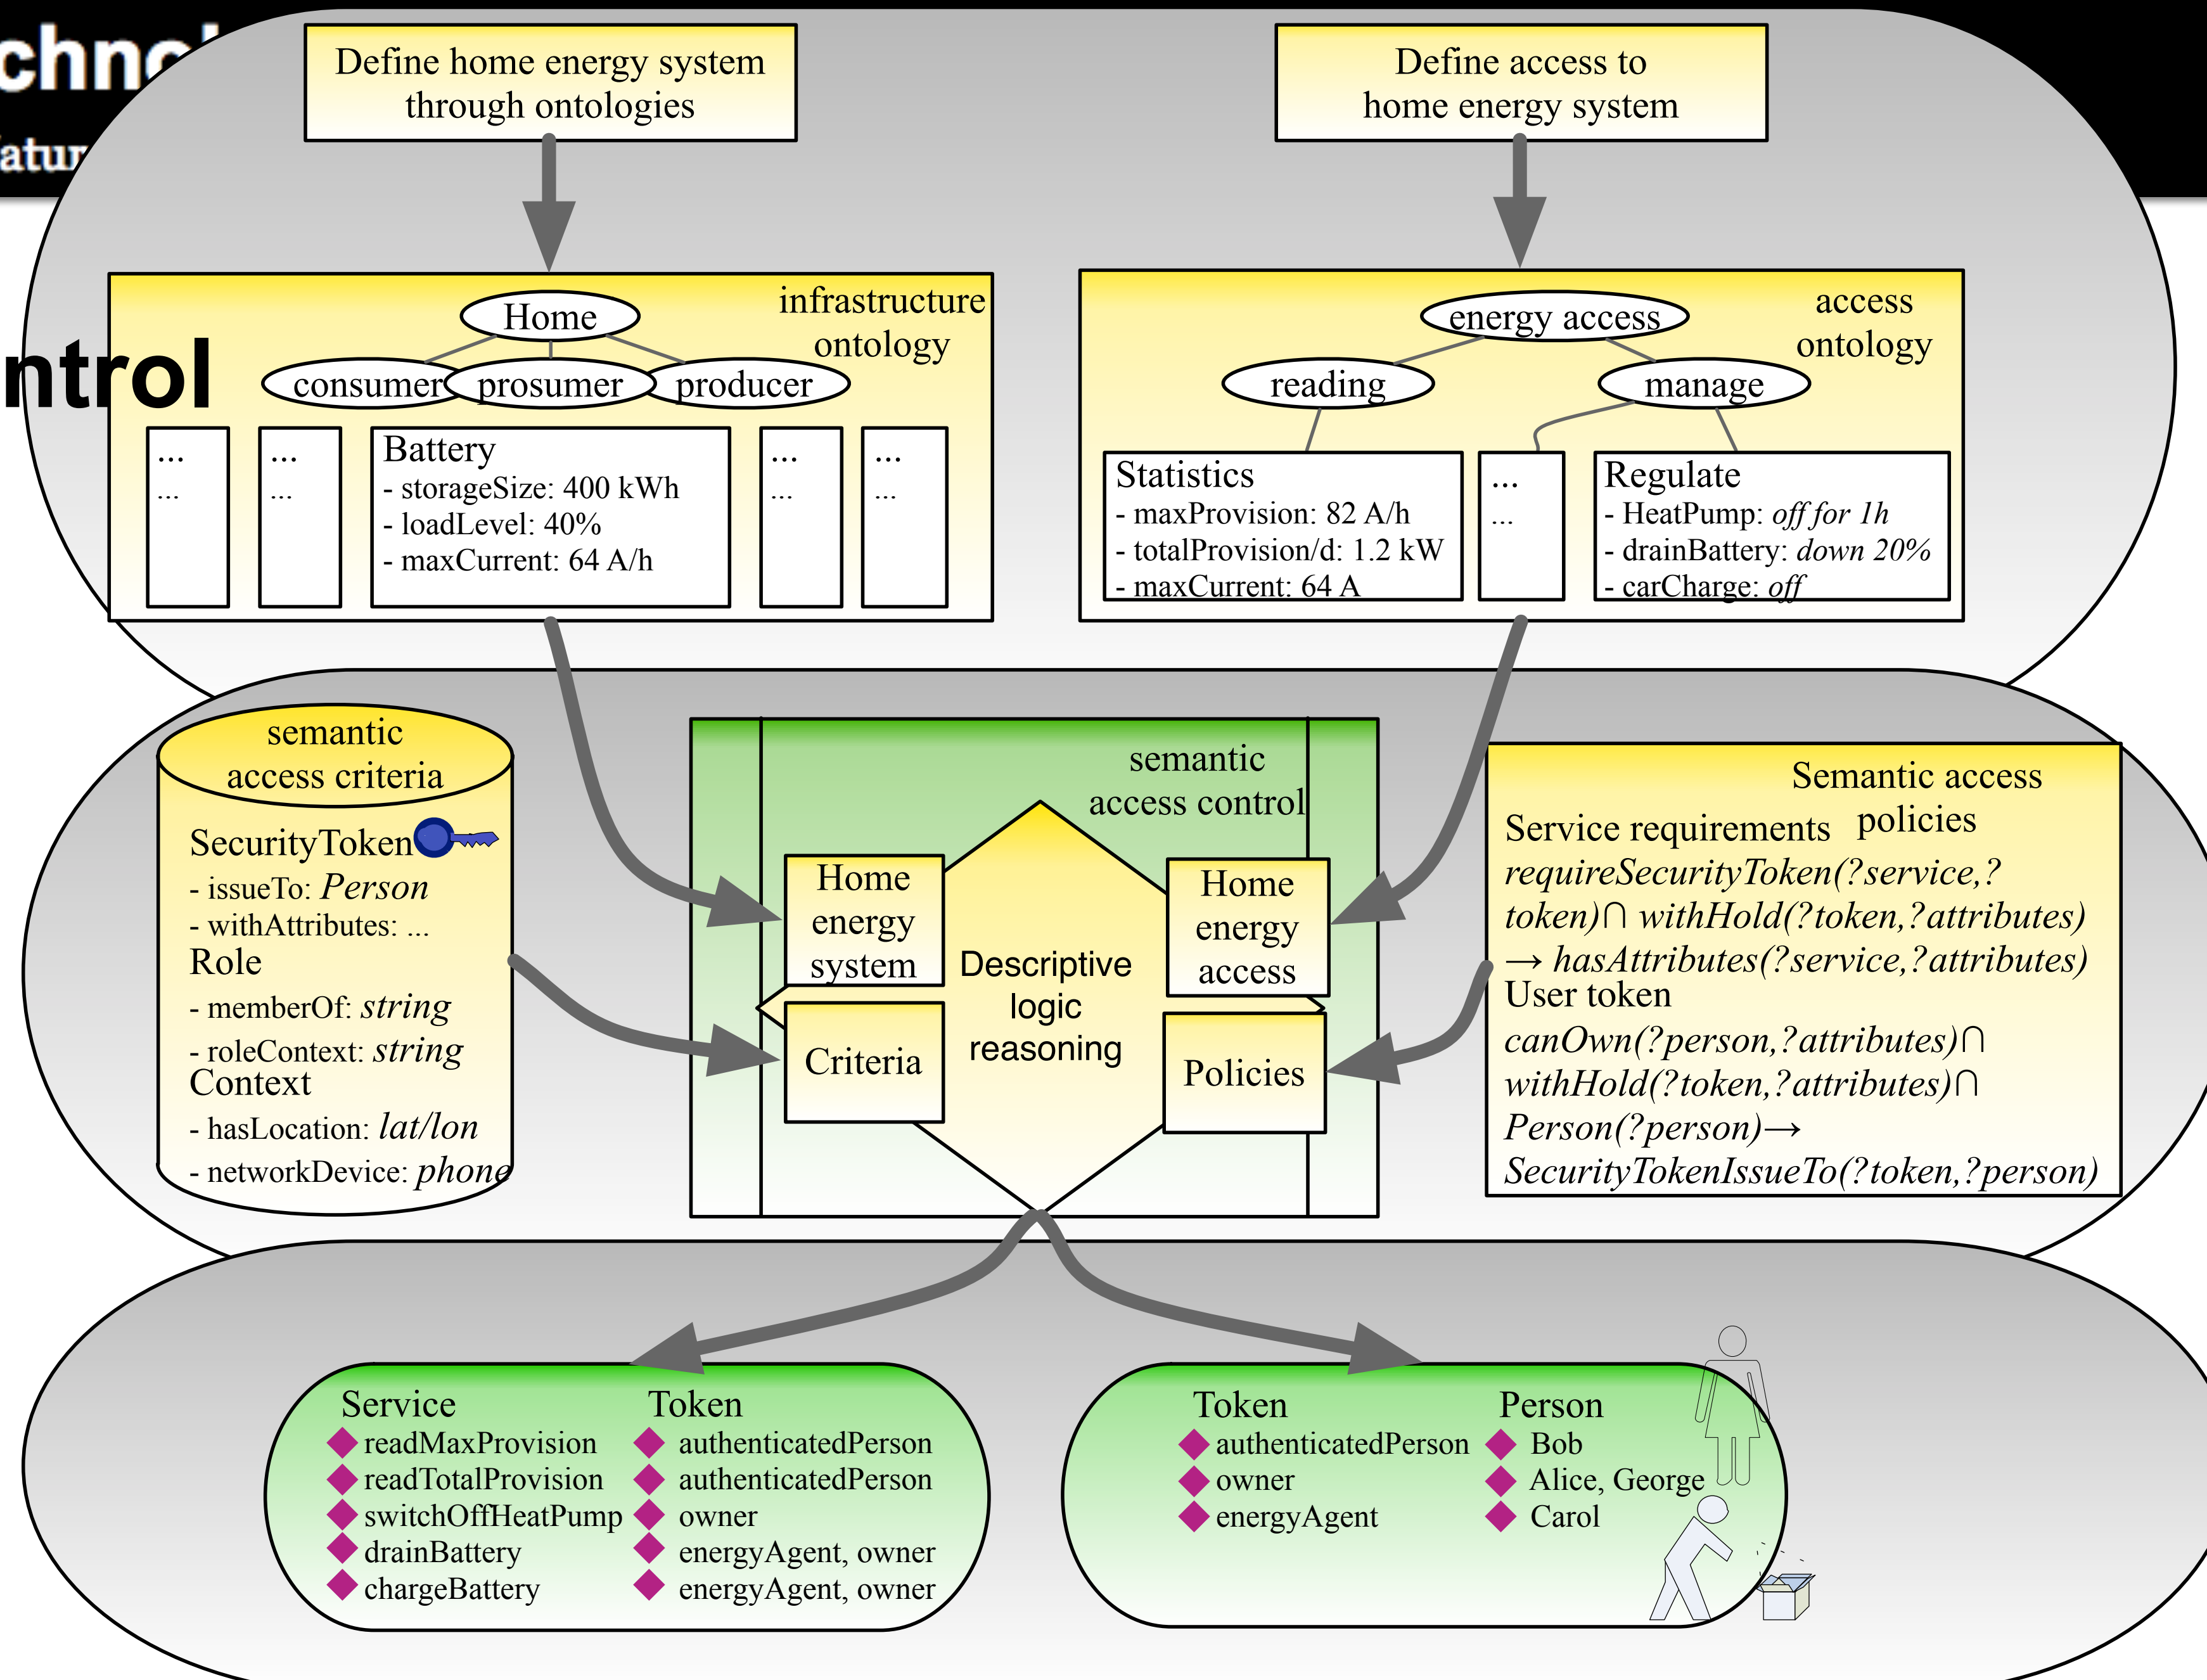 Define home energy system
through ontologies
Define access to
home energy system
ntrol
infrastructure
ontology
Home
consumer
prosumer
producer
...
...
...
...
Battery
- storageSize: 400 kWh
- loadLevel: 40%
- maxCurrent: 64 A/h
...
...
...
...
access
ontology
energy access
reading
manage
Statistics
- maxProvision: 82 A/h
- totalProvision/d: 1.2 kW
- maxCurrent: 64 A
...
...
Regulate
- HeatPump: off for 1h
- drainBattery: down 20%
- carCharge: off
semantic
access criteria
SecurityToken
- issueTo: Person
- withAttributes: ...
Role
- memberOf: string
- roleContext: string
Context
- hasLocation: lat/lon
- networkDevice: phone
semantic
access control
Home
energy
system
Home
energy
access
Descriptive
logic
reasoning
Criteria
Policies
Semantic access
policies
Service requirements
requireSecurityToken(?service,?
token)∩ withHold(?token,?attributes)
→ hasAttributes(?service,?attributes)
User token
canOwn(?person,?attributes)∩
withHold(?token,?attributes)∩
Person(?person)→
SecurityTokenIssueTo(?token,?person)
Service Token
readMaxProvision authenticatedPerson
readTotalProvision authenticatedPerson
switchOffHeatPump owner
drainBattery energyAgent, owner
chargeBattery energyAgent, owner
Token Person
authenticatedPerson Bob
owner Alice, George
energyAgent Carol